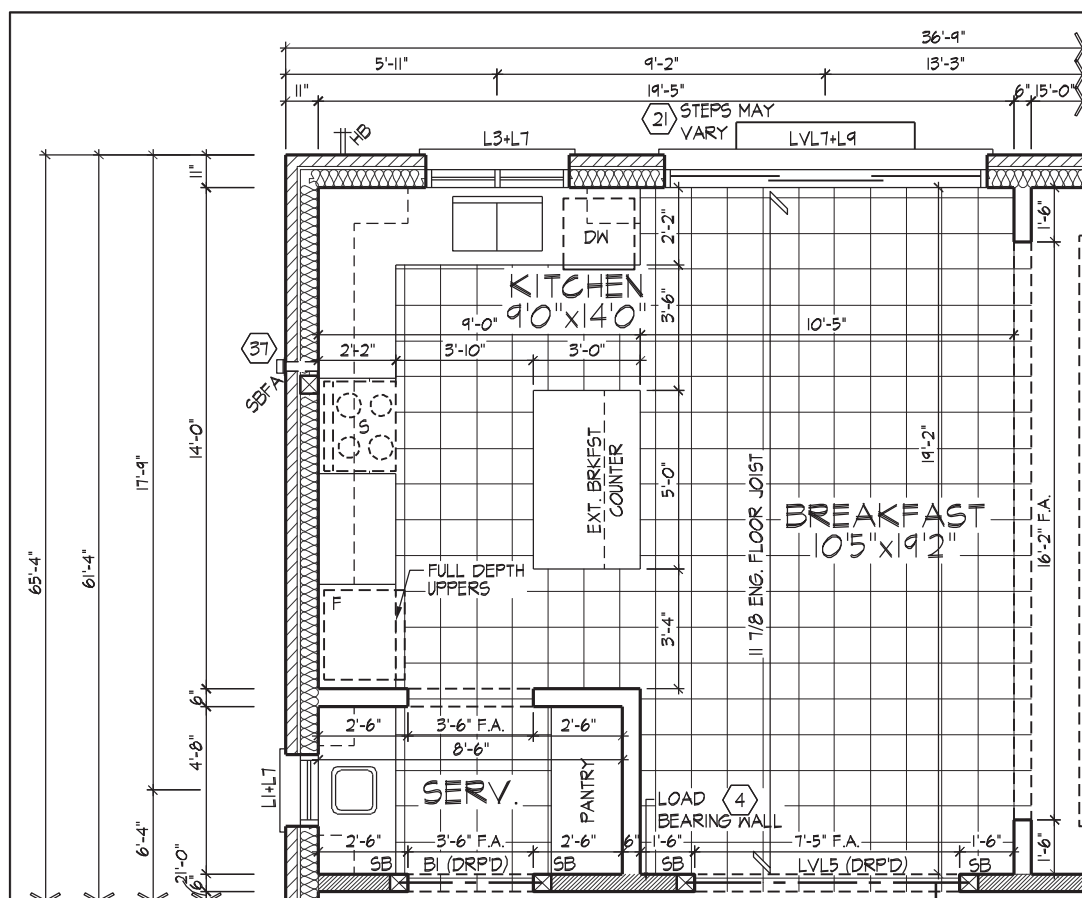 36'-9"
5'-11" 9'-2" 13'-3"
11" 19'-5" 6" 15'-0"
21 STEPS MAY
VARY
HB
L3+L7 LVL7+L9
11"
DW
2'-2"
1'-6"
KITCHEN
9'0"x14'0"
3'-6"
9'-0" 10'-5"
37
2'-2" 3'-10" 3'-0"
SBFA
S
14'-0"
17'-9"
19'-2"
EXT. BRKFST
COUNTER
5'-0"
11 7/8 ENG. FLOOR JOIST
BREAKFAST
10'5"x19'2"
16'-2" F.A.
65'-4"
61'-4"
FULL DEPTH
UPPERS
F
3'-4"
6"
2'-6" 3'-6" F.A. 2'-6"
8'-6"
4'-8"
L1+L7
SERV.
PANTRY
LOAD 4
BEARING WALL
2'-6" 3'-6" F.A. 2'-6" 6" 1'-6" 7'-5" F.A. 1'-6"
6'-4"
21'-0"
6"
SB B1 (DRP'D) SB SB LVL5 (DRP'D) SB
1'-6"